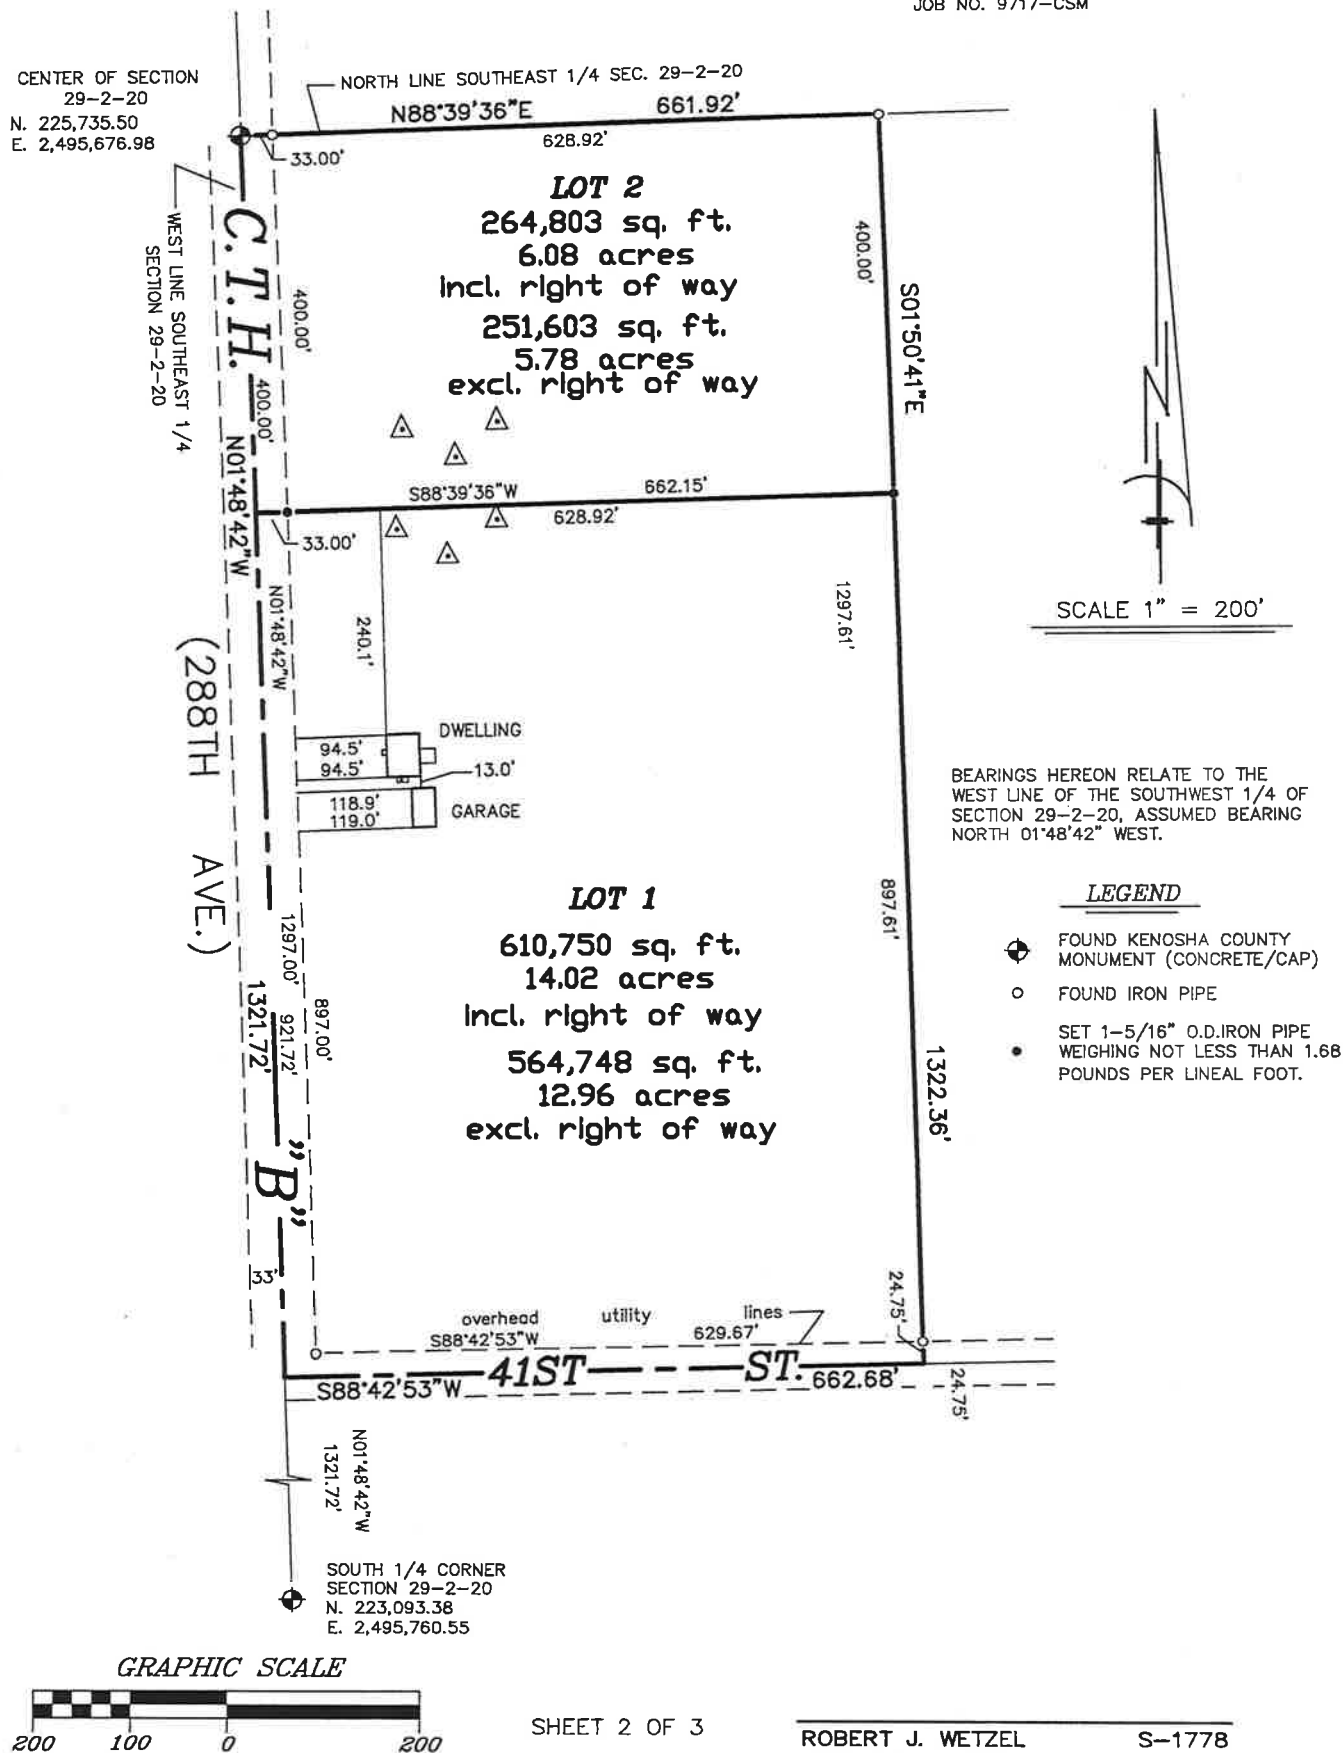 JOB NO. 9717-CSM
CENTER OF SECTION
29-2-20
N. 225,735.50
E. 2,495,676.98
NORTH LINE SOUTHEAST 1/4 SEC. 29-2-20
N88°39'36"E
661.92'
628.92'
33.00'
WEST LINE SOUTHEAST 1/4
SECTION 29-2-20
C. T. H.
400.00'
400.00'
LOT 2
264,803 sq. ft.
6.08 acres
incl. right of way
251,603 sq. ft.
5.78 acres
excl. right of way
400.00'
S01°50'41"E
S88°39'36"W
662.15'
628.92'
33.00'
N01°48'42"W
N01°48'42"W
240.1'
1297.61'
SCALE 1" = 200'
(288TH AVE.)
DWELLING
94.5'
94.5'
13.0'
118.9'
119.0'
GARAGE
BEARINGS HEREON RELATE TO THE
WEST LINE OF THE SOUTHWEST 1/4 OF
SECTION 29-2-20, ASSUMED BEARING
NORTH 01°48'42" WEST.
LEGEND
FOUND KENOSHA COUNTY
MONUMENT (CONCRETE/CAP)
FOUND IRON PIPE
SET 1-5/16" O.D.IRON PIPE
WEIGHING NOT LESS THAN 1.68
POUNDS PER LINEAL FOOT.
LOT 1
610,750 sq. ft.
14.02 acres
incl. right of way
564,748 sq. ft.
12.96 acres
excl. right of way
897.61'
1297.00'
1321.72'
921.72'
897.00'
1322.36'
"B"
33'
24.75'
overhead utility lines
S88°42'53"W
629.67'
41ST ST.
S88°42'53"W
662.68'
24.75'
N01°48'42"W
1321.72'
SOUTH 1/4 CORNER
SECTION 29-2-20
N. 223,093.38
E. 2,495,760.55
GRAPHIC SCALE
200 100 0 200
SHEET 2 OF 3
ROBERT J. WETZEL S-1778